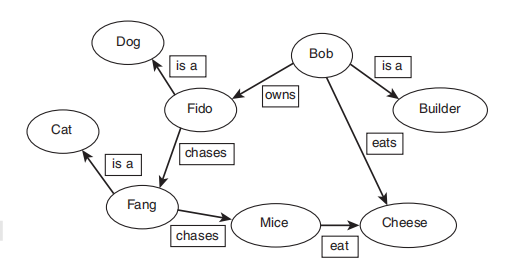 Dog
Bob
is a
is a
owns
Fido
Builder
Cat
eats
chases
is a
Fang
Mice
Cheese
chases
eat